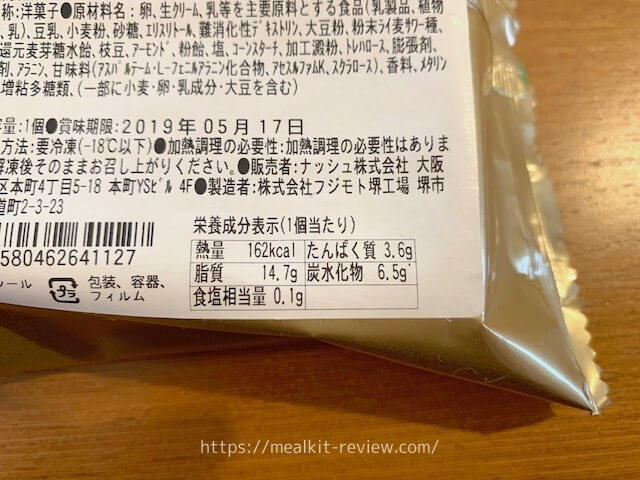 称:洋菓子●原材料名:卵、生クリーム、乳等を主要原料とする食品(乳製品、植物
、乳)、豆乳、小麦粉、砂糖、エリスリトール、難消化性デキストリン、大豆粉、粉末ライ麦サワー種、
還元麦芽糖水飴、枝豆、アーモンド、粉飴、塩、コーンスターチ、加工澱粉、トレハロース、膨張剤、
剤、アラニン、甘味料(アスパルテーム・L-フェニルアラニン化合物、アセスルファムK、スクラロース)、香料、メタリン
増粘多糖類、(一部に小麦・卵・乳成分・大豆を含む)
容量:1個●賞味期限:2019年05月17日
方法:要冷凍(-18℃以下)●加熱調理の必要性:加熱調理の必要性はありま
解凍後そのままお召し上がりください。●販売者:ナッシュ株式会社 大阪
区本町4丁目5-18 本町YSビル 4F●製造者:株式会社フジモト堺工場 堺市
道町2-3-23
580462641127
ール
プラ
包装、容器、
フィルム
栄養成分表示(1個当たり)
熱量 162kcal たんぱく質 3.6g
脂質 14.7g 炭水化物 6.5g
食塩相当量 0.1g
https://mealkit-review.com/